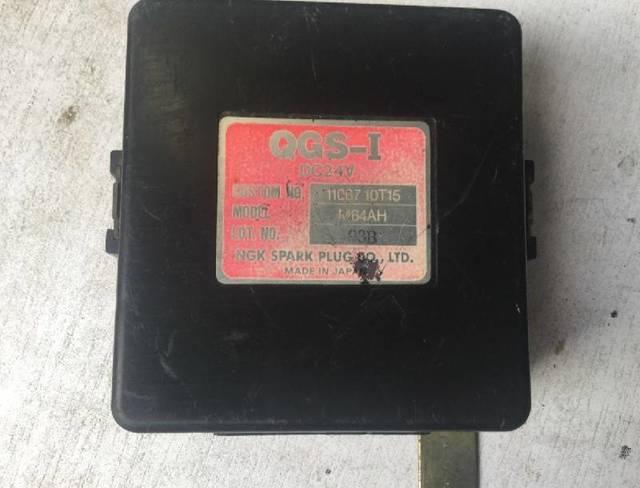 QGS-I
DC24V
CUSTOM NO. 11067 10T15
MODEL M64AH
LOT. NO. 93B
NGK SPARK PLUG CO., LTD.
MADE IN JAPAN